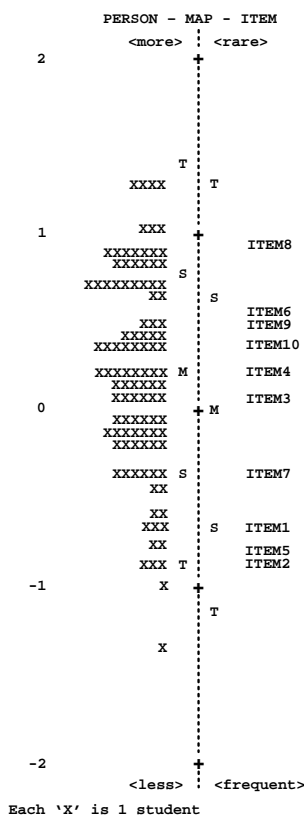 PERSON - MAP - ITEM
<more> <rare>
2
T
XXXX T
XXX
1
XXXXXXX ITEM8
XXXXXX
S
XXXXXXXXX
XX S
ITEM6
XXX ITEM9
XXXXX
XXXXXXXX ITEM10
XXXXXXXX M ITEM4
XXXXXX
XXXXXX ITEM3
0 M
XXXXXX
XXXXXXX
XXXXXX
XXXXXX S ITEM7
XX
XX
XXX S ITEM1
XX ITEM5
XXX T ITEM2
-1 X
T
X
-2
<less> <frequent>
Each ‘X’ is 1 student